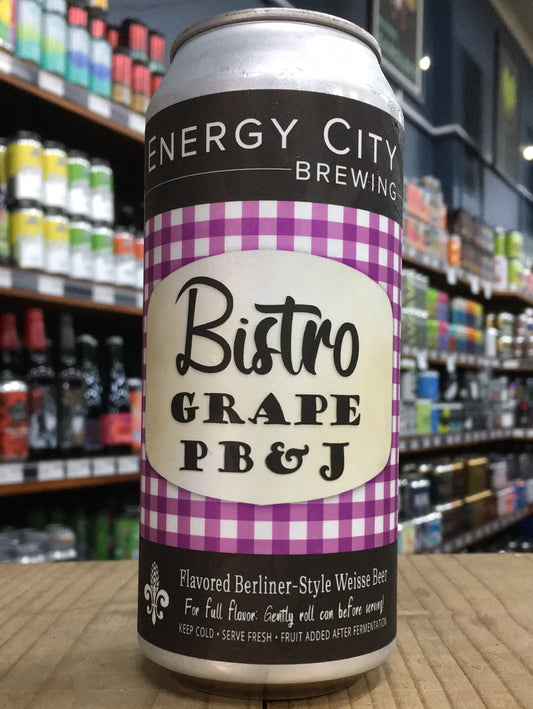 ENERGY CITY
BREWING
Bistro
GRAPE
PB&J
Flavored Berliner-Style Weisse Beer
For full flavor: Gently roll can before serving!
KEEP COLD • SERVE FRESH • FRUIT ADDED AFTER FERMENTATION